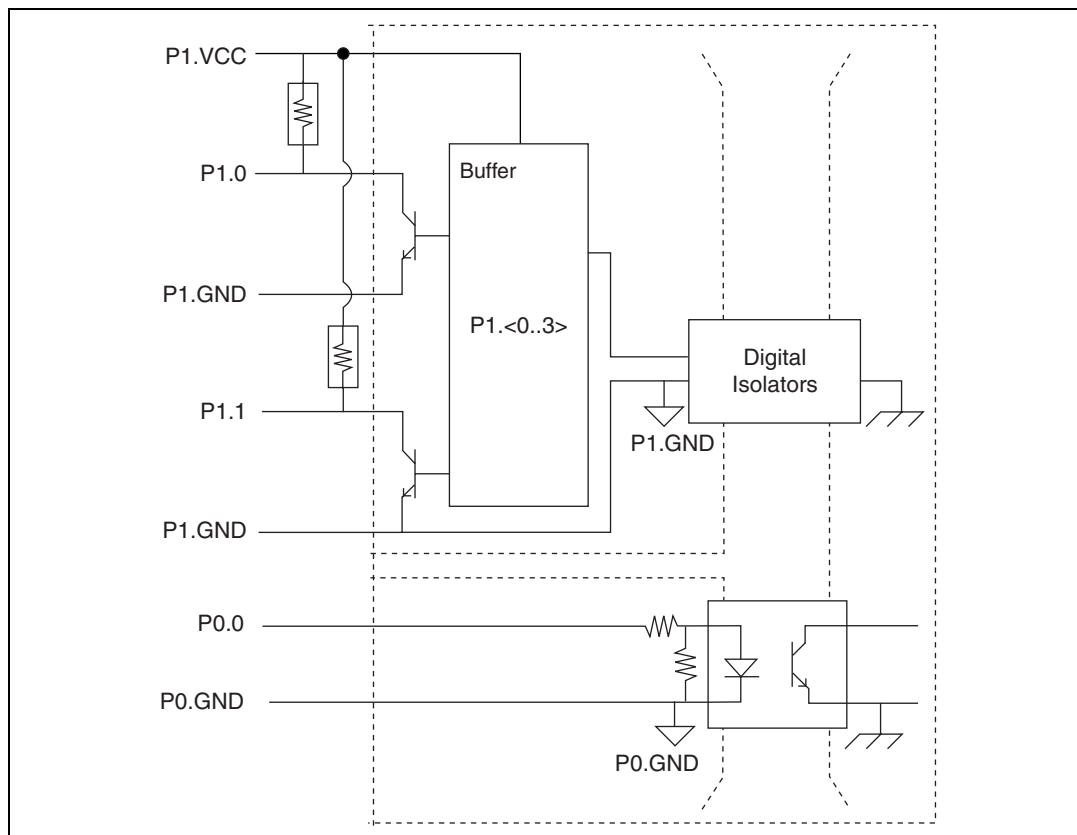 P1.VCC
P1.0
Buffer
P1.GND
P1.<0..3>
Digital
Isolators
P1.1
P1.GND
P1.GND
P0.0
P0.GND
P0.GND